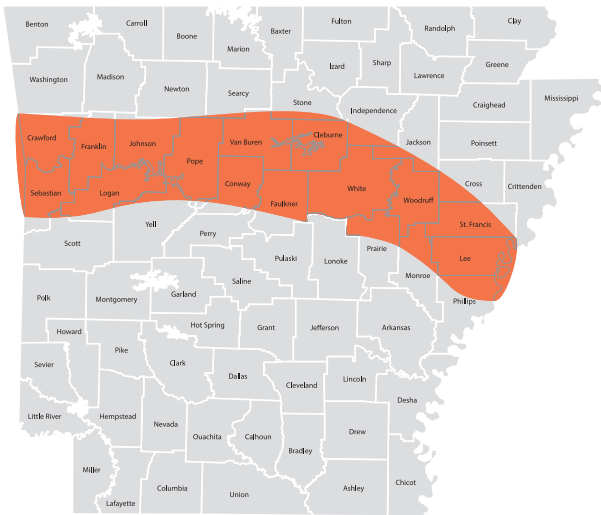 Benton
Carroll
Boone
Marion
Baxter
Fulton
Randolph
Clay
Washington
Madison
Newton
Searcy
Stone
Izard
Sharp
Lawrence
Greene
Independence
Craighead
Mississippi
Crawford
Franklin
Johnson
Pope
Van Buren
Cleburne
Jackson
Poinsett
Sebastian
Logan
Conway
Faulkner
White
Woodruff
Cross
Crittenden
St. Francis
Lee
Scott
Yell
Perry
Pulaski
Lonoke
Prairie
Monroe
Phillips
Polk
Montgomery
Garland
Saline
Hot Spring
Grant
Jefferson
Arkansas
Howard
Pike
Clark
Dallas
Cleveland
Lincoln
Desha
Sevier
Little River
Hempstead
Nevada
Ouachita
Calhoun
Bradley
Drew
Miller
Lafayette
Columbia
Union
Ashley
Chicot